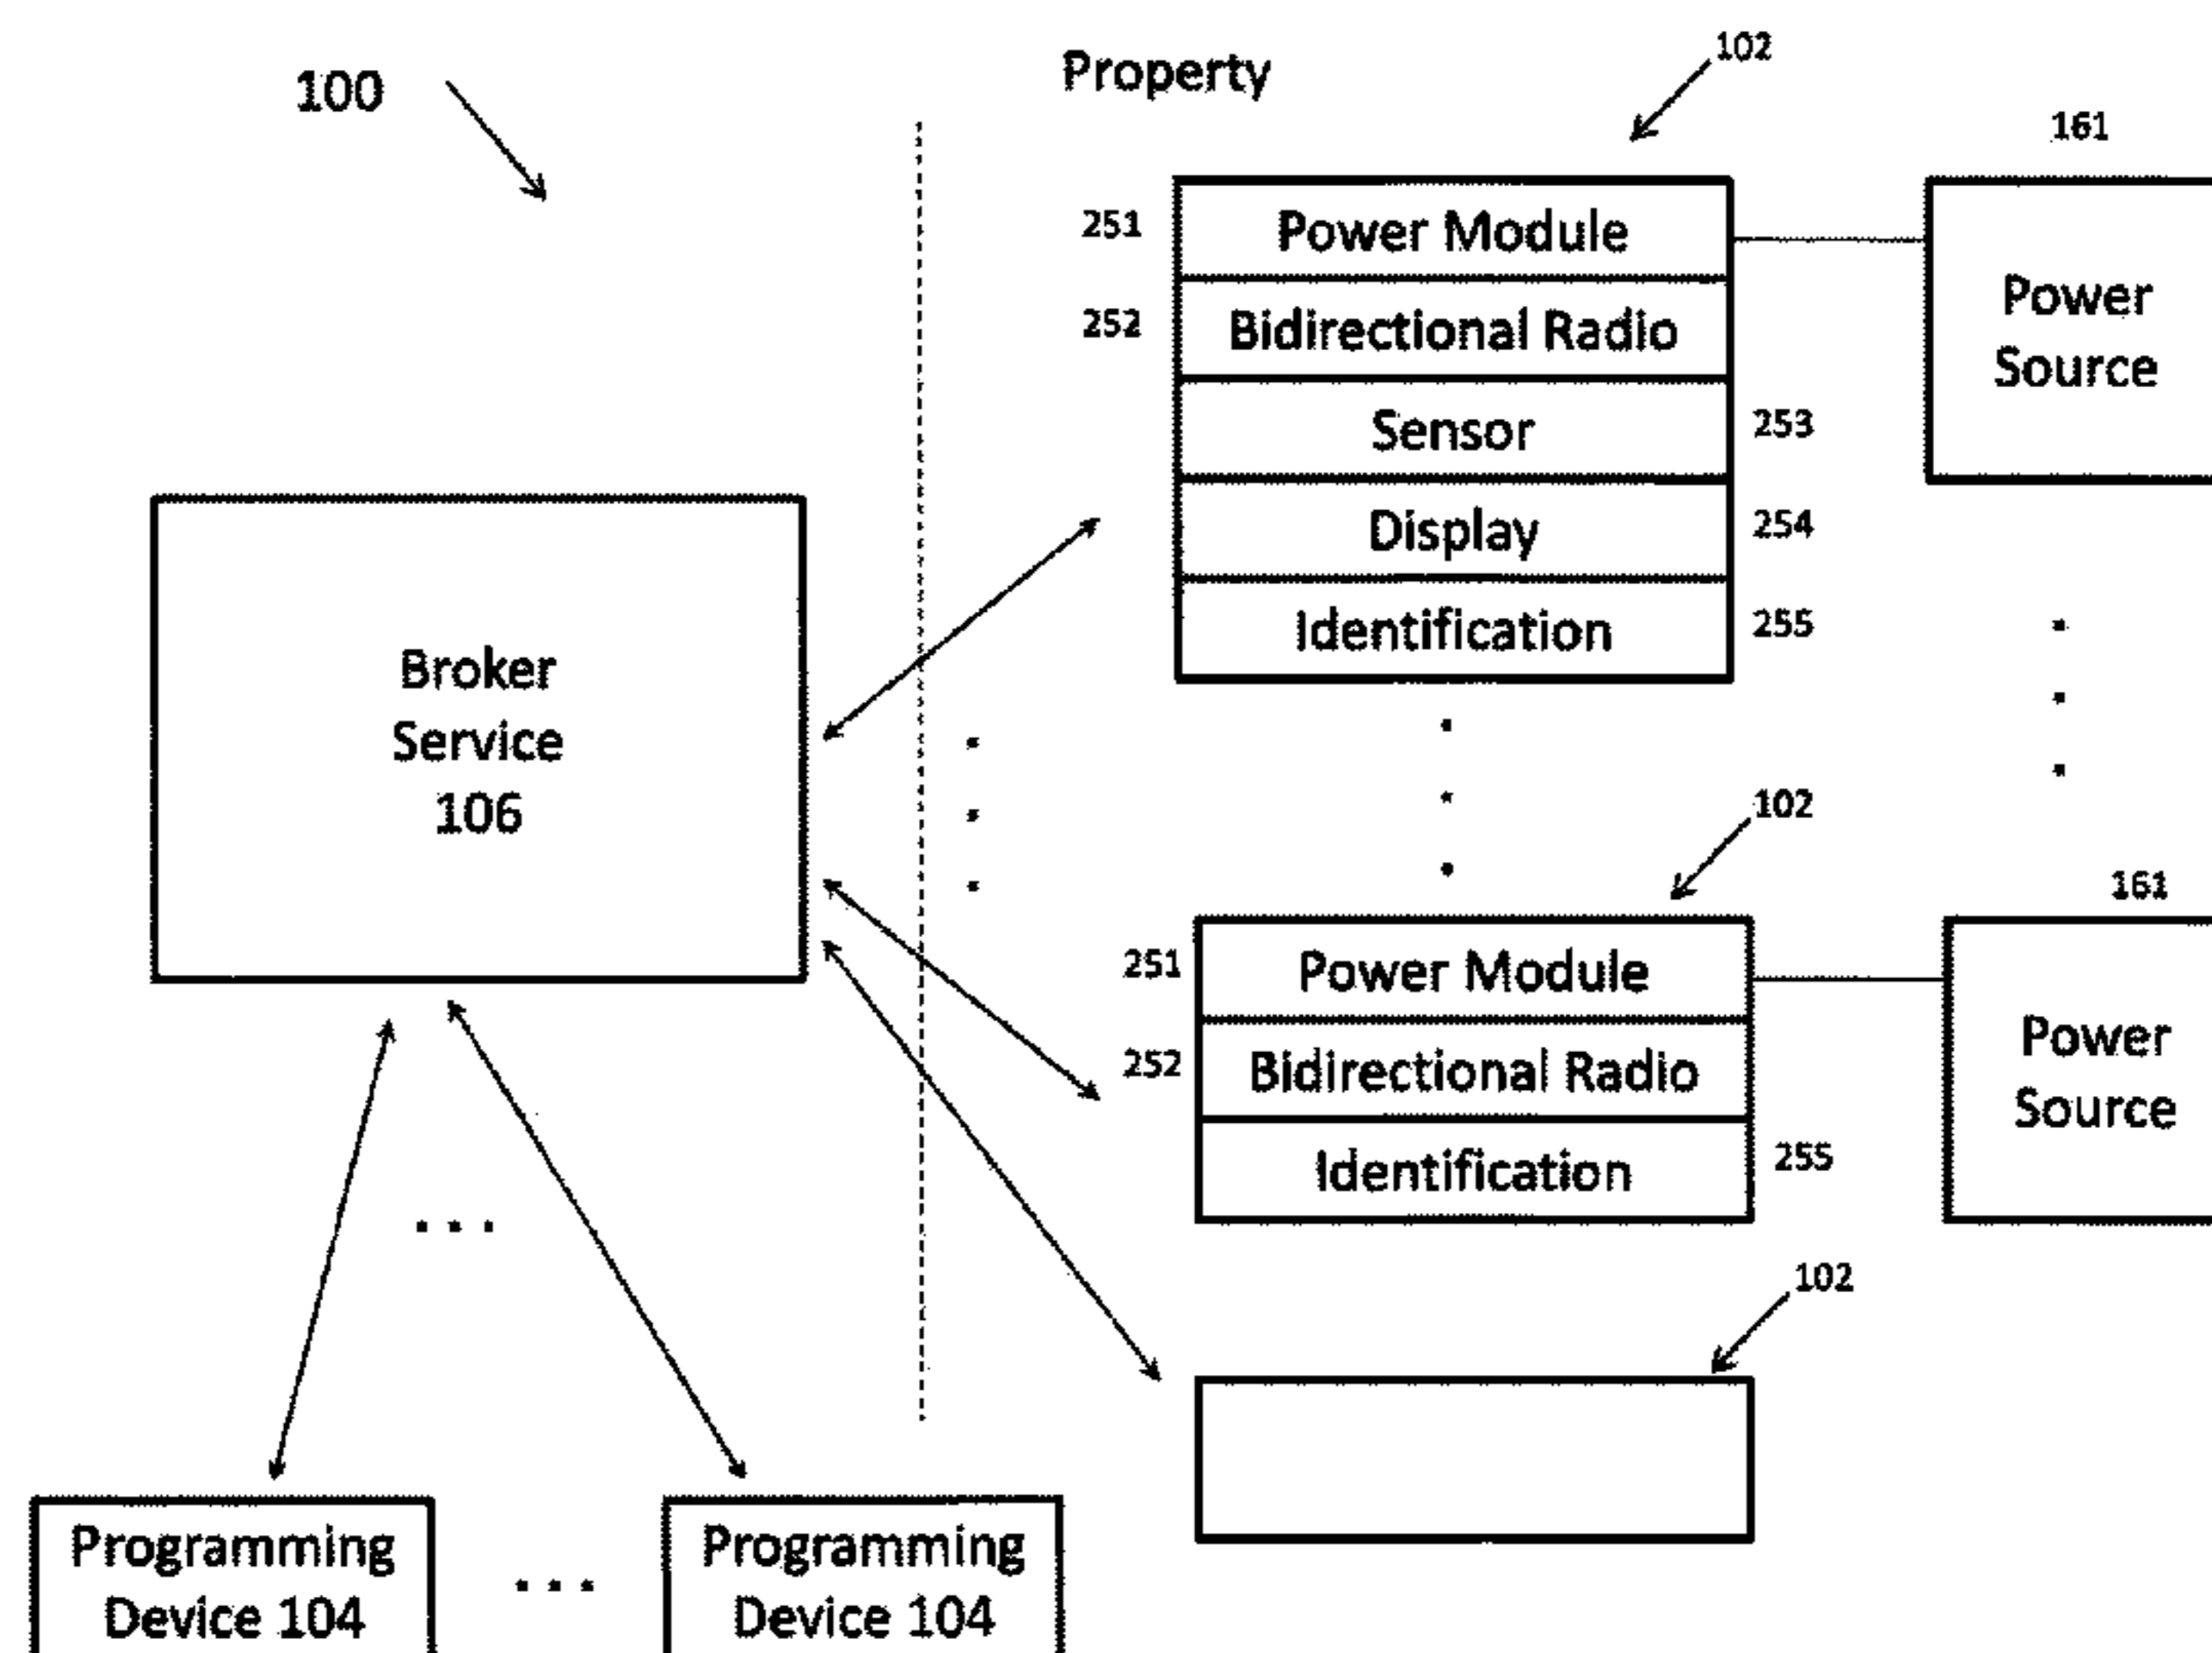 100
Property
102
161
251
Power Module
252
Bidirectional Radio
Sensor
253
Display
254
Identification
255
Power
Source
Broker
Service
106
102
161
251
Power Module
252
Bidirectional Radio
Identification
255
Power
Source
102
Programming
Device 104
Programming
Device 104